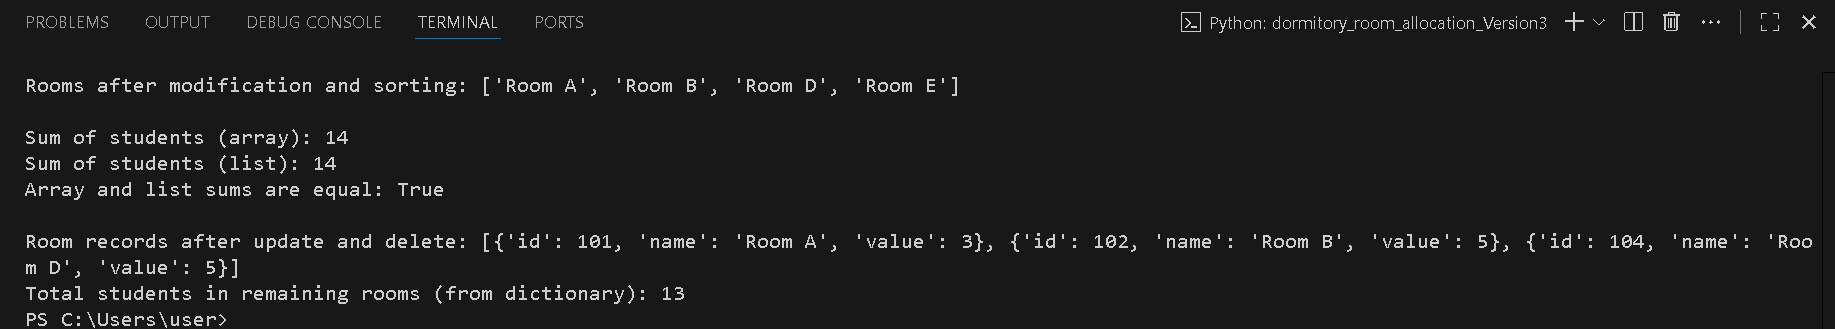 PROBLEMS OUTPUT DEBUG CONSOLE TERMINAL PORTS Python: dormitory_room_allocation_Version3
Rooms after modification and sorting: ['Room A', 'Room B', 'Room D', 'Room E']
Sum of students (array): 14
Sum of students (list): 14
Array and list sums are equal: True
Room records after update and delete: [{'id': 101, 'name': 'Room A', 'value': 3}, {'id': 102, 'name': 'Room B', 'value': 5}, {'id': 104, 'name': 'Roo
m D', 'value': 5}]
Total students in remaining rooms (from dictionary): 13
PS C:\Users\user>